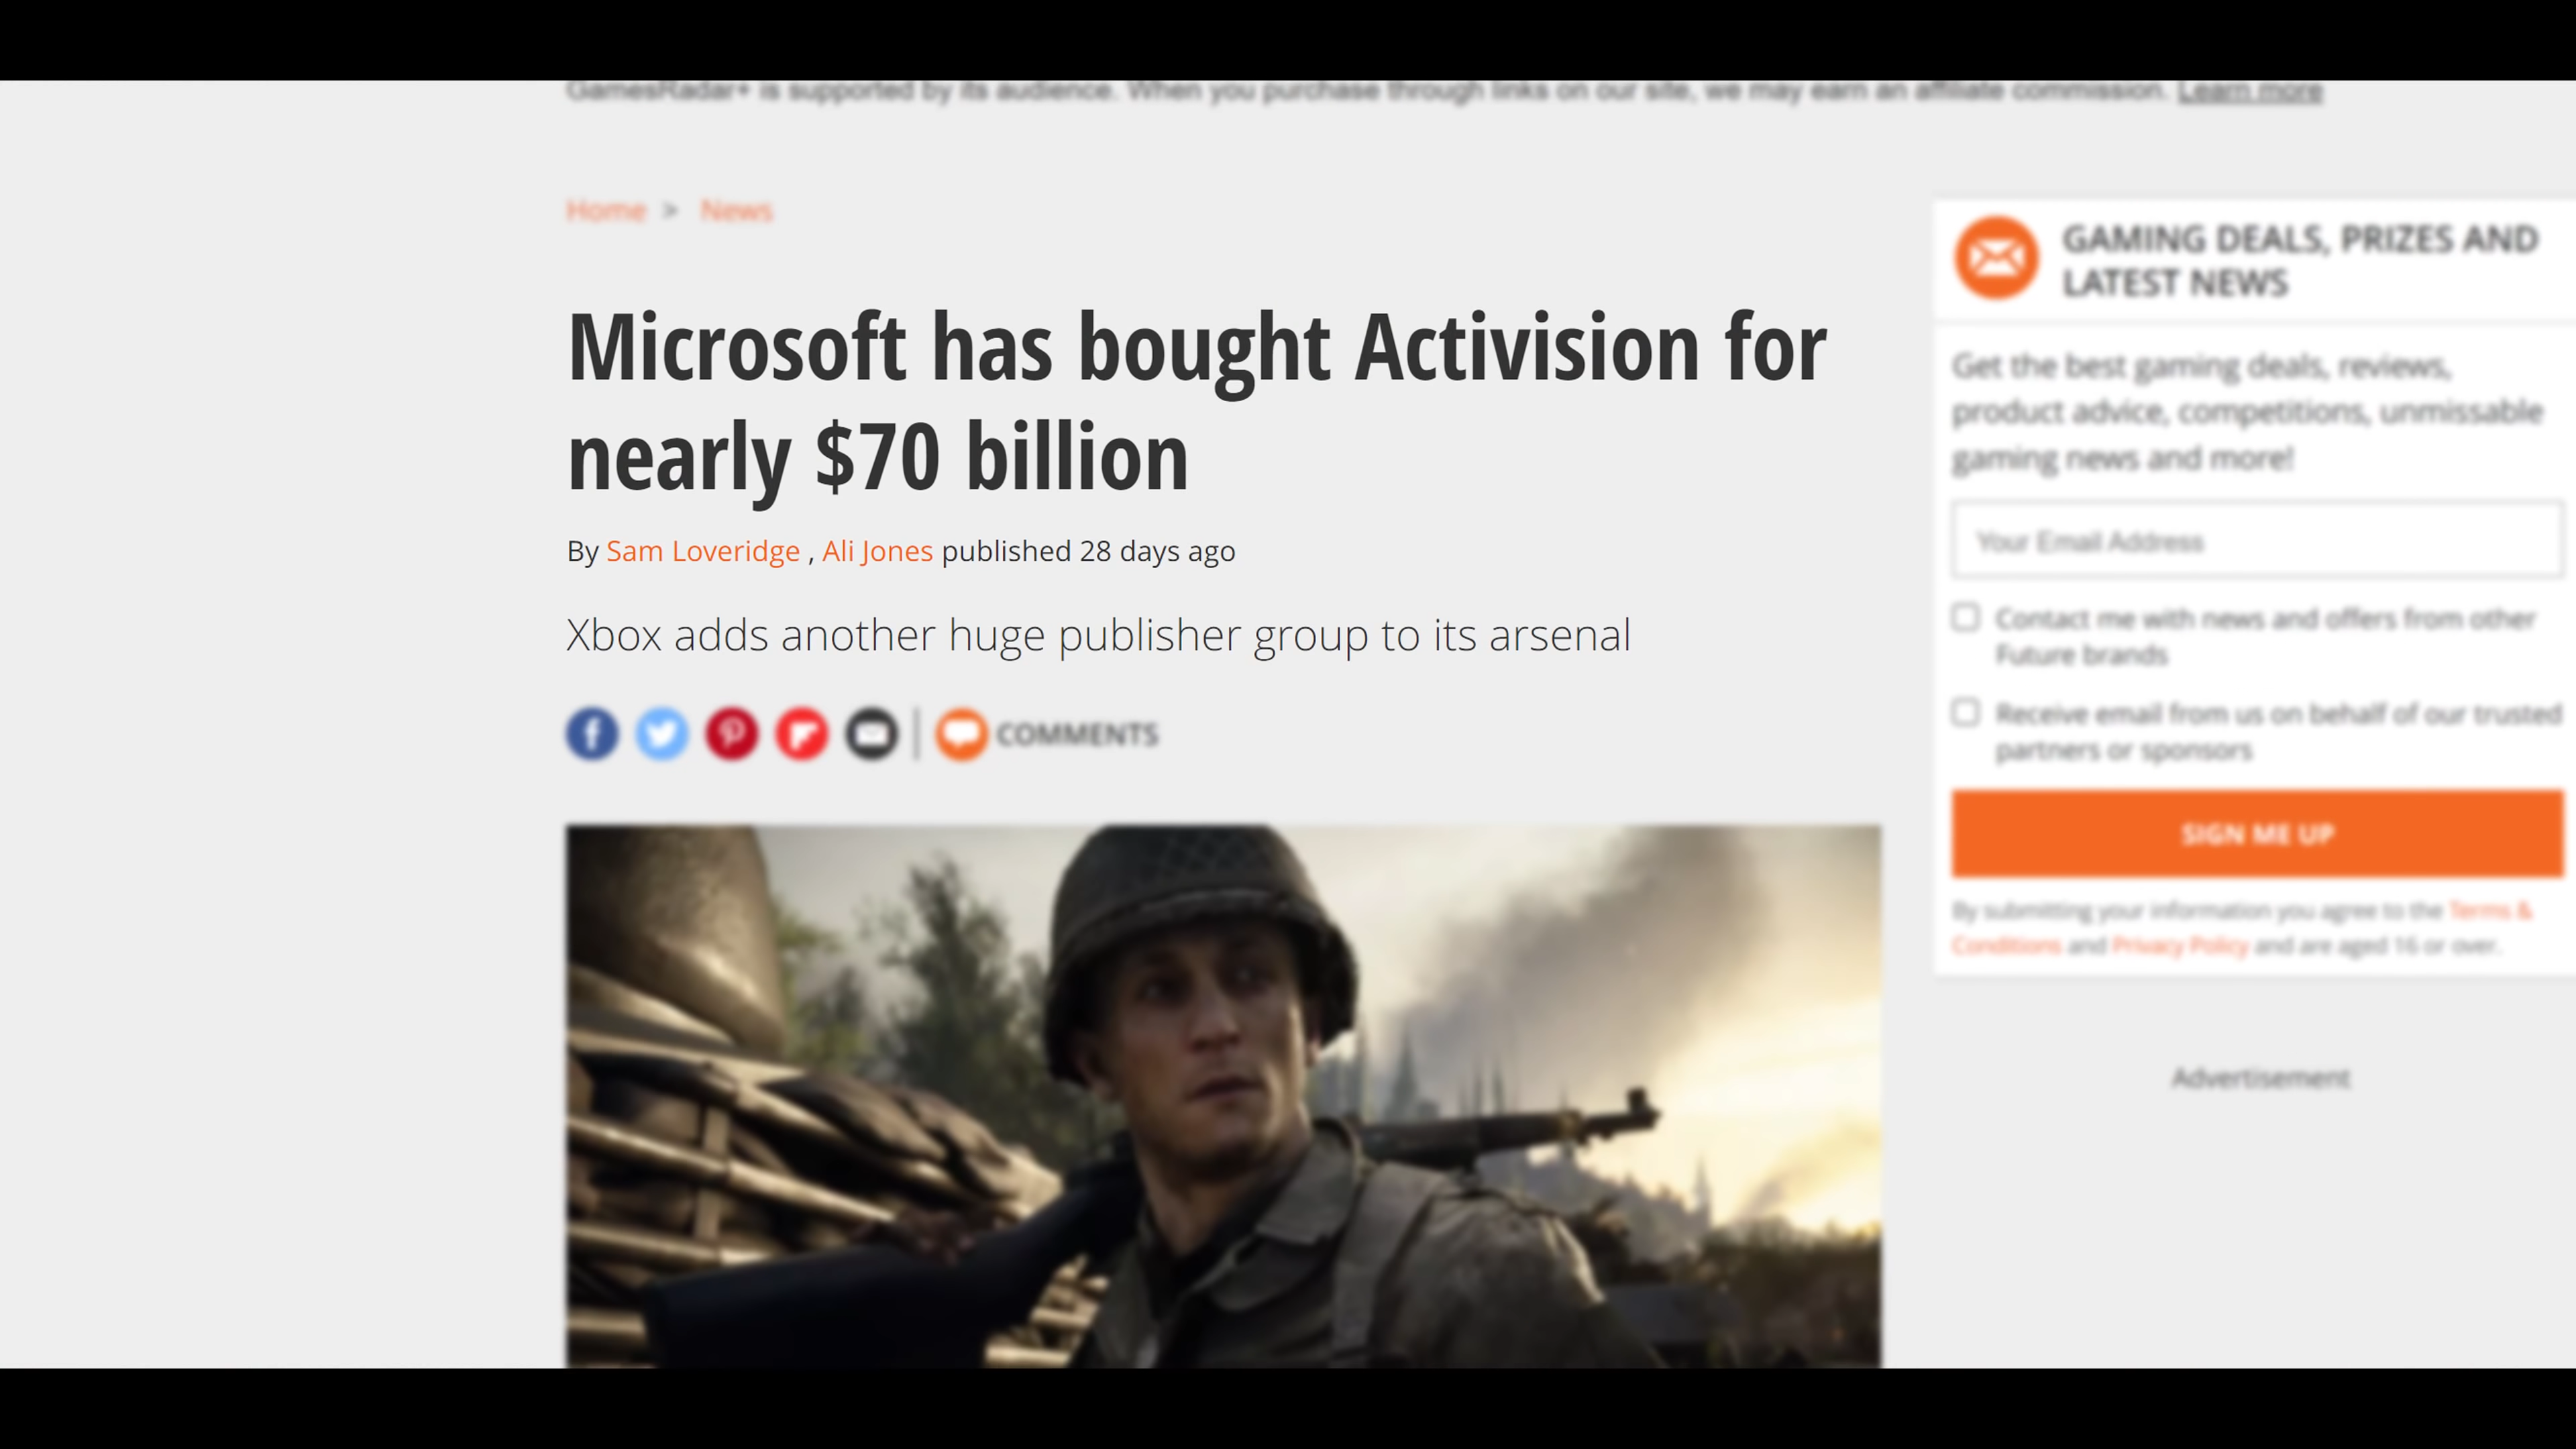 GamesRadar+ is supported by its audience. When you purchase through links on our site, we may earn an affiliate commission. Learn more
Home > News
Microsoft has bought Activision for
nearly $70 billion
By Sam Loveridge , Ali Jones published 28 days ago
Xbox adds another huge publisher group to its arsenal
COMMENTS
GAMING DEALS, PRIZES AND
LATEST NEWS
Get the best gaming deals, reviews,
product advice, competitions, unmissable
gaming news and more!
Your Email Address
Contact me with news and offers from other
Future brands
Receive email from us on behalf of our trusted
partners or sponsors
SIGN ME UP
By submitting your information you agree to the Terms &
Conditions and Privacy Policy and are aged 16 or over.
Advertisement